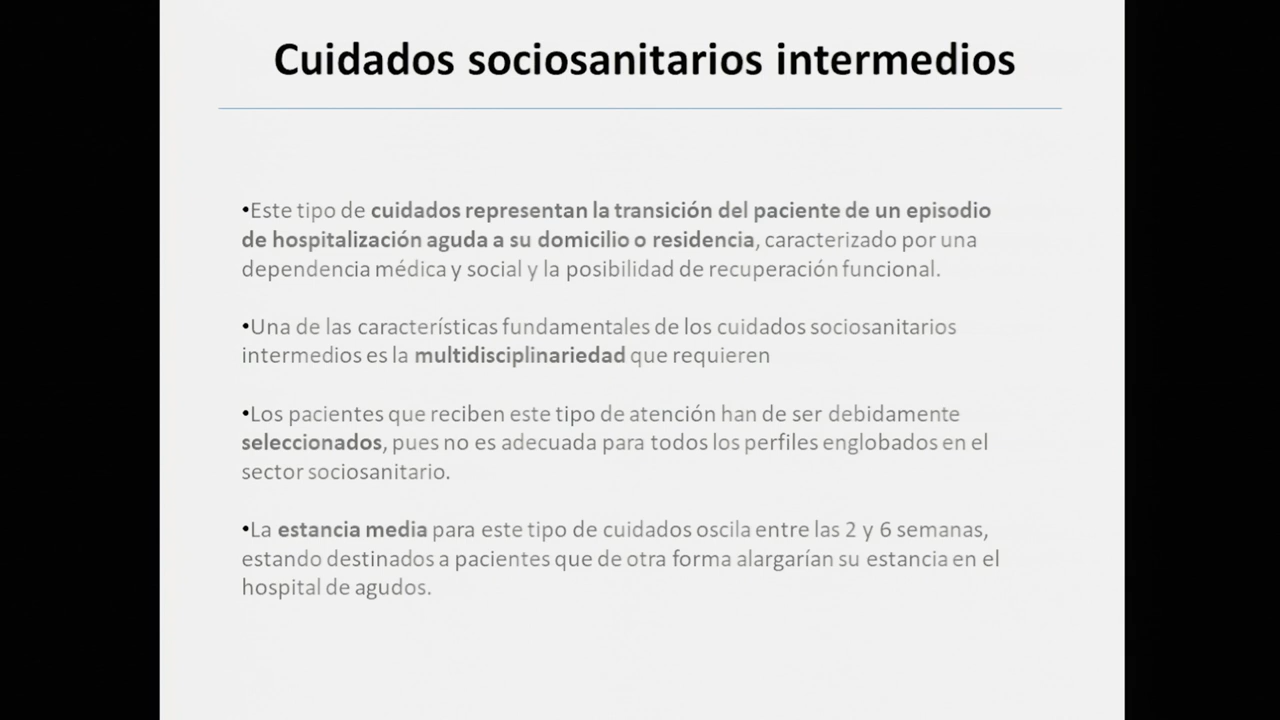 Cuidados sociosanitarios intermedios
•Este tipo de cuidados representan la transición del paciente de un episodio
de hospitalización aguda a su domicilio o residencia, caracterizado por una
dependencia médica y social y la posibilidad de recuperación funcional.
•Una de las características fundamentales de los cuidados sociosanitarios
intermedios es la multidisciplinariedad que requieren
•Los pacientes que reciben este tipo de atención han de ser debidamente
seleccionados, pues no es adecuada para todos los perfiles englobados en el
sector sociosanitario.
•La estancia media para este tipo de cuidados oscila entre las 2 y 6 semanas,
estando destinados a pacientes que de otra forma alargarían su estancia en el
hospital de agudos.